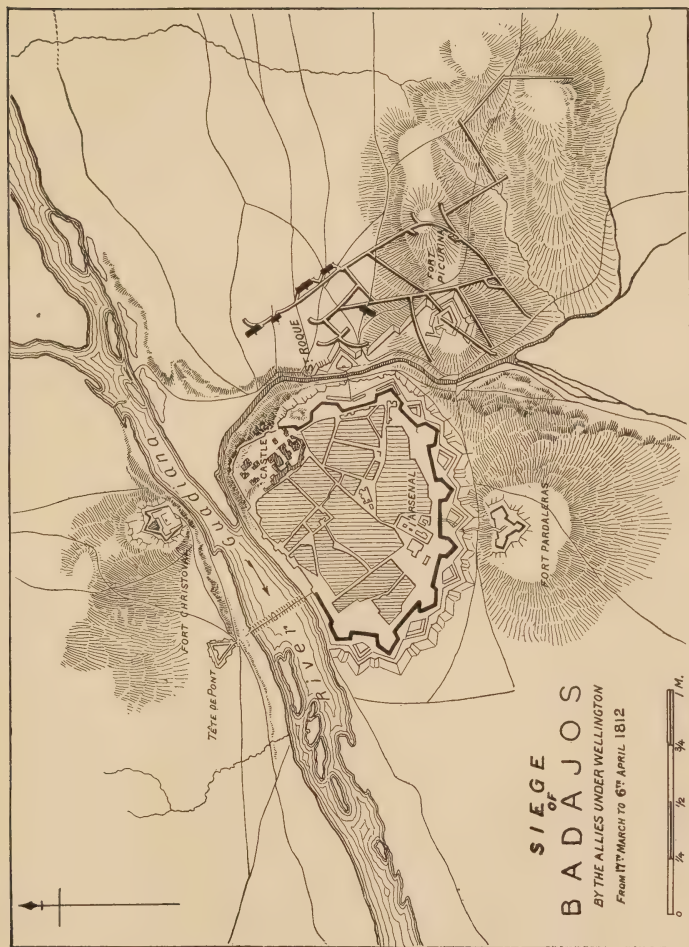 FORT CHRISTOVAL
TÊTE DE PONT
River Guadiana
CASTLE
ST ROQUE
FORT
PICURINA
ARSENAL
FORT PARDALERAS
SIEGE
OF
BADAJOS
BY THE ALLIES UNDER WELLINGTON
FROM 17TH MARCH TO 6TH APRIL 1812
0 1/4 1/2 3/4 1 M.